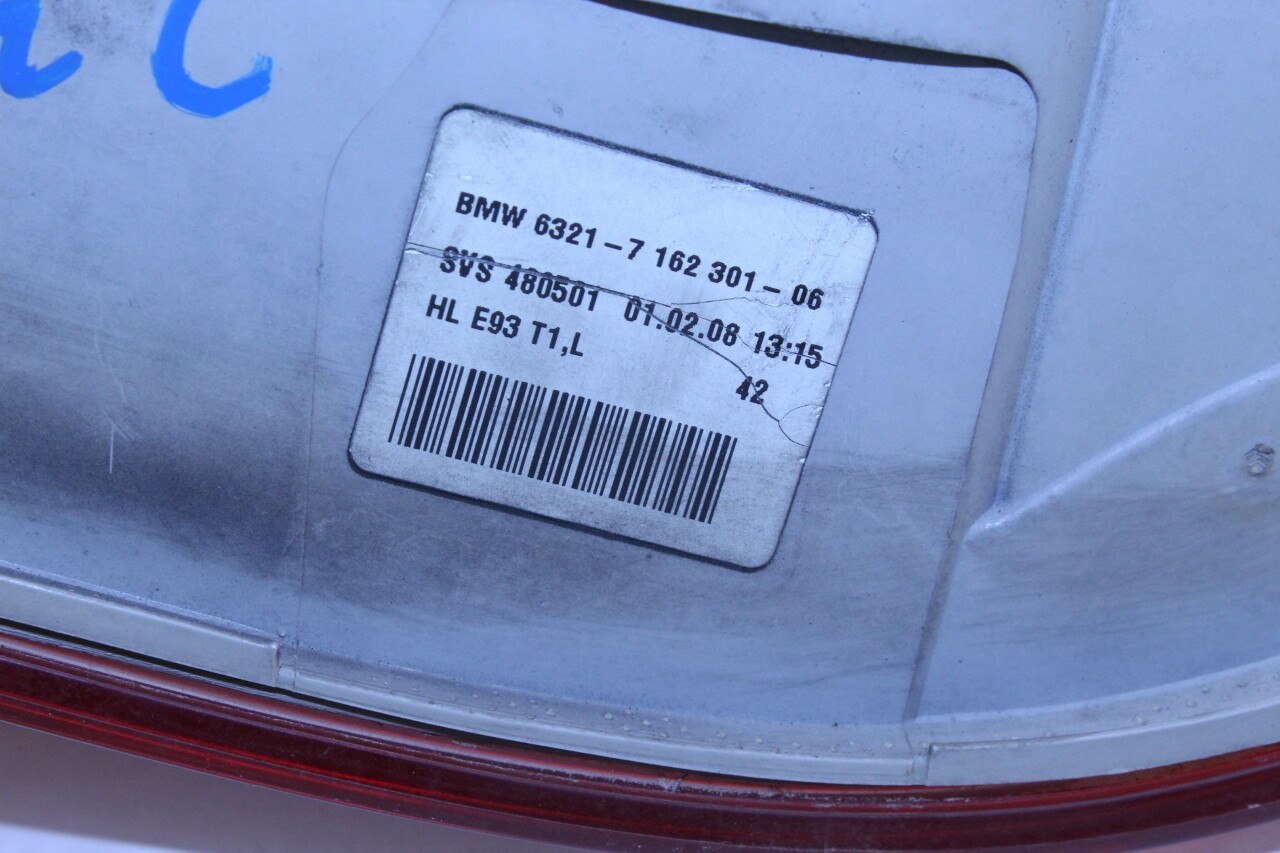 BMW 6321-7 162 301-06
SVS 480501 01.02.08 13:15
HL E93 T1,L
42